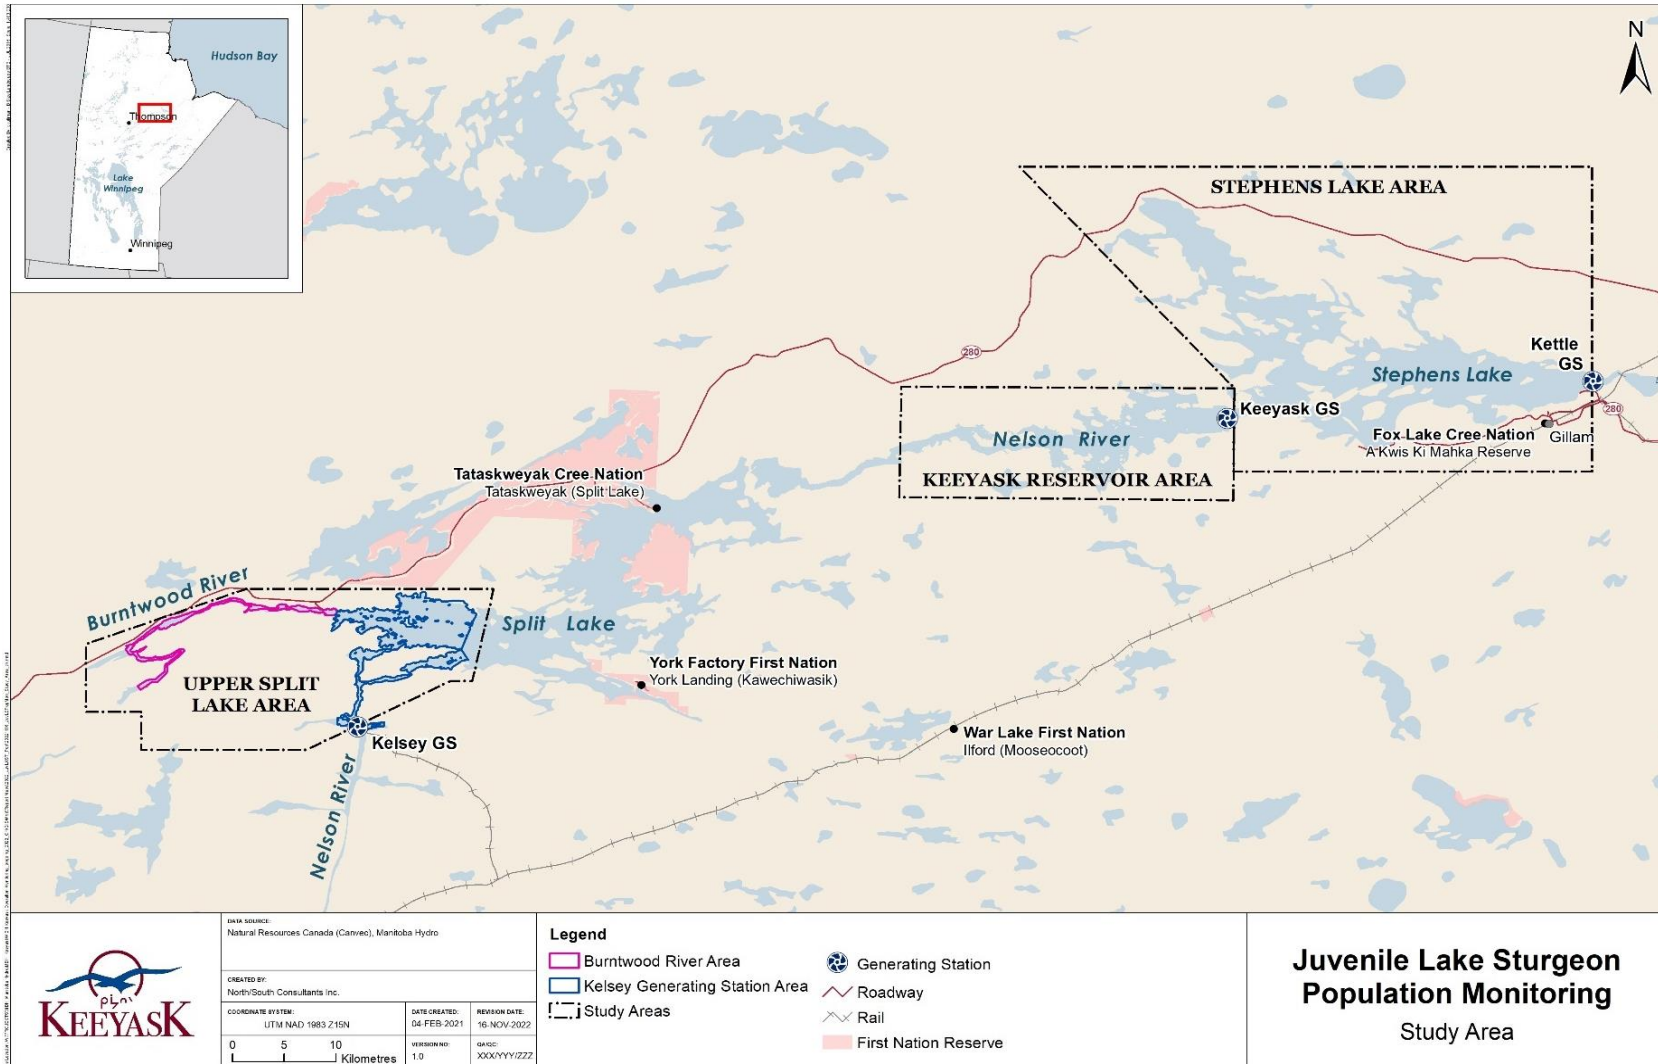 Hudson Bay
Thompson
Lake
Winnipeg
Winnipeg
N
STEPHENS LAKE AREA
Kettle
GS
280
Stephens Lake
Keeyask GS
280
Nelson River
Fox Lake Cree Nation
Gillam
A Kwis Ki Mahka Reserve
KEEYASK RESERVOIR AREA
Tataskweyak Cree Nation
Tataskweyak (Split Lake)
Burntwood River
Split Lake
York Factory First Nation
York Landing (Kawechiwasik)
UPPER SPLIT
LAKE AREA
War Lake First Nation
Ilford (Mooseocoot)
Kelsey GS
Nelson River
ᑭᔮᐢᐠ
KEEYASK
DATA SOURCE:
Natural Resources Canada (Canvec), Manitoba Hydro
CREATED BY:
North/South Consultants Inc.
COORDINATE SYSTEM:
UTM NAD 1983 Z15N
DATE CREATED:
04-FEB-2021
REVISION DATE:
16-NOV-2022
0 5 10
Kilometres
VERSION NO:
1.0
QA/QC:
XXX/YYY/ZZZ
Legend
Burntwood River Area
Kelsey Generating Station Area
Study Areas
Generating Station
Roadway
Rail
First Nation Reserve
Juvenile Lake Sturgeon
Population Monitoring
Study Area